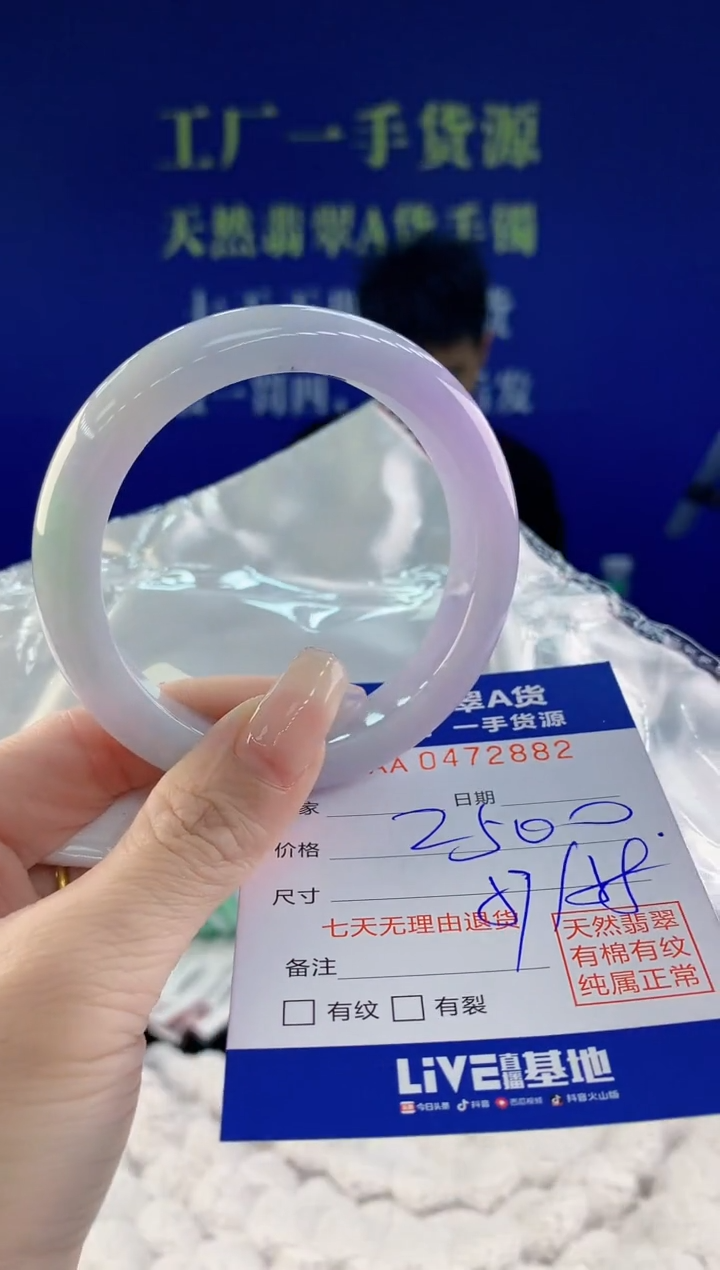 工厂一手货源
天然翡翠A货手镯
翠A货
一手货源
AA 0472882
家
日期
价格 2500
尺寸
七天无理由退货
天然翡翠
有棉有纹
纯属正常
备注
有纹 有裂
LiVE直播基地
今日头条 抖音 西瓜视频 抖音火山版